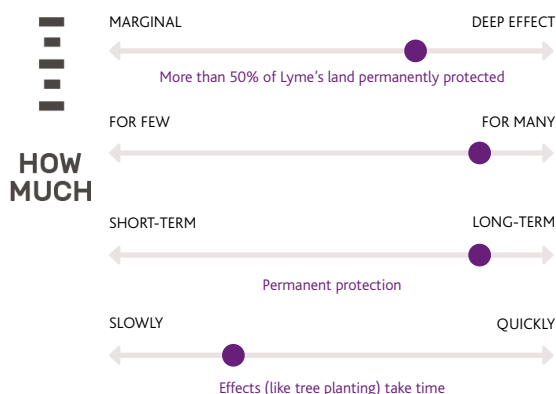 HOW
MUCH
MARGINAL DEEP EFFECT
More than 50% of Lyme's land permanently protected
FOR FEW FOR MANY
SHORT-TERM LONG-TERM
Permanent protection
SLOWLY QUICKLY
Effects (like tree planting) take time